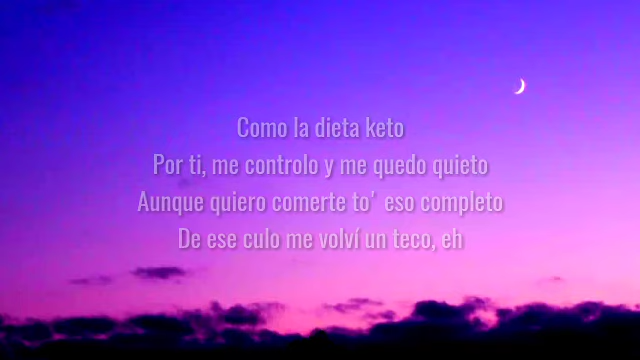 Como la dieta keto
Por ti, me controlo y me quedo quieto
Aunque quiero comerte to' eso completo
De ese culo me volví un teco, eh